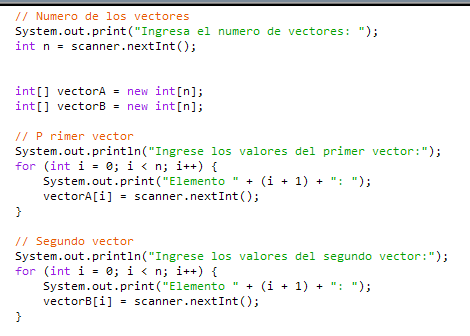 // Numero de los vectores
System.out.print("Ingresa el numero de vectores: ");
int n = scanner.nextInt();
int[] vectorA = new int[n];
int[] vectorB = new int[n];
// P rimer vector
System.out.println("Ingrese los valores del primer vector:");
for (int i = 0; i < n; i++) {
    System.out.print("Elemento " + (i + 1) + ": ");
    vectorA[i] = scanner.nextInt();
}
// Segundo vector
System.out.println("Ingrese los valores del segundo vector:");
for (int i = 0; i < n; i++) {
    System.out.print("Elemento " + (i + 1) + ": ");
    vectorB[i] = scanner.nextInt();
}